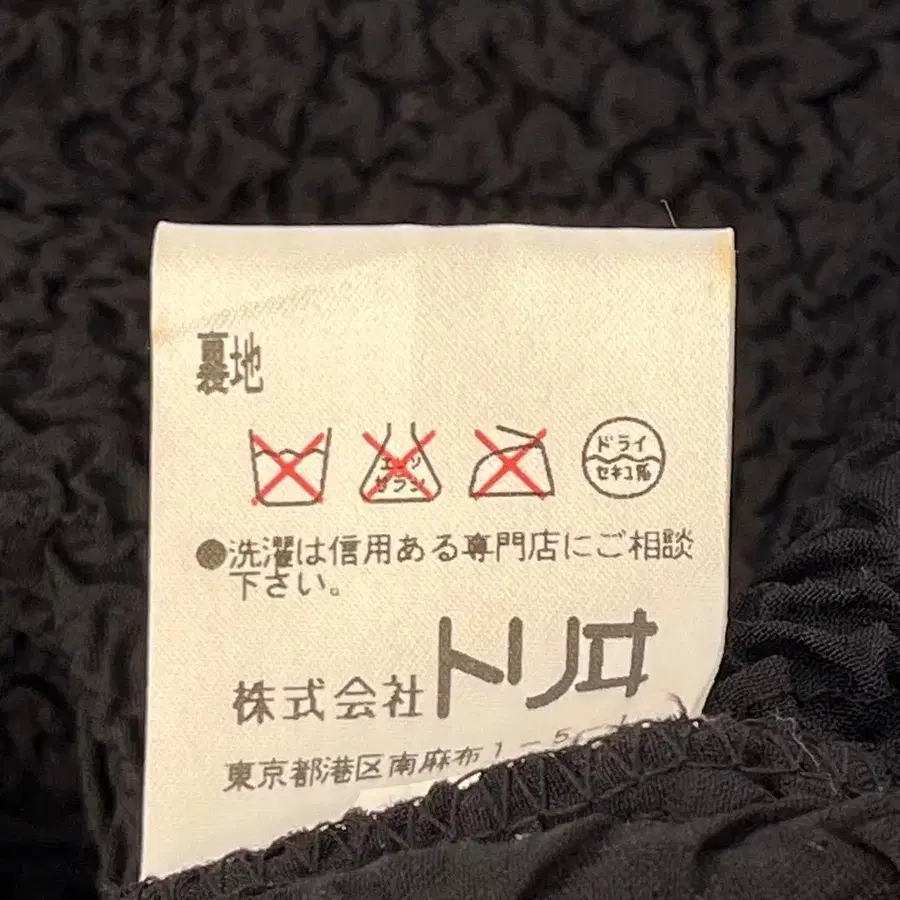 裏地
エンソ
サラシ
ドライ
セキユ系
●洗濯は信用ある専門店にご相談
下さい。
株式会社トリヰ
東京都港区南麻布1-5-1